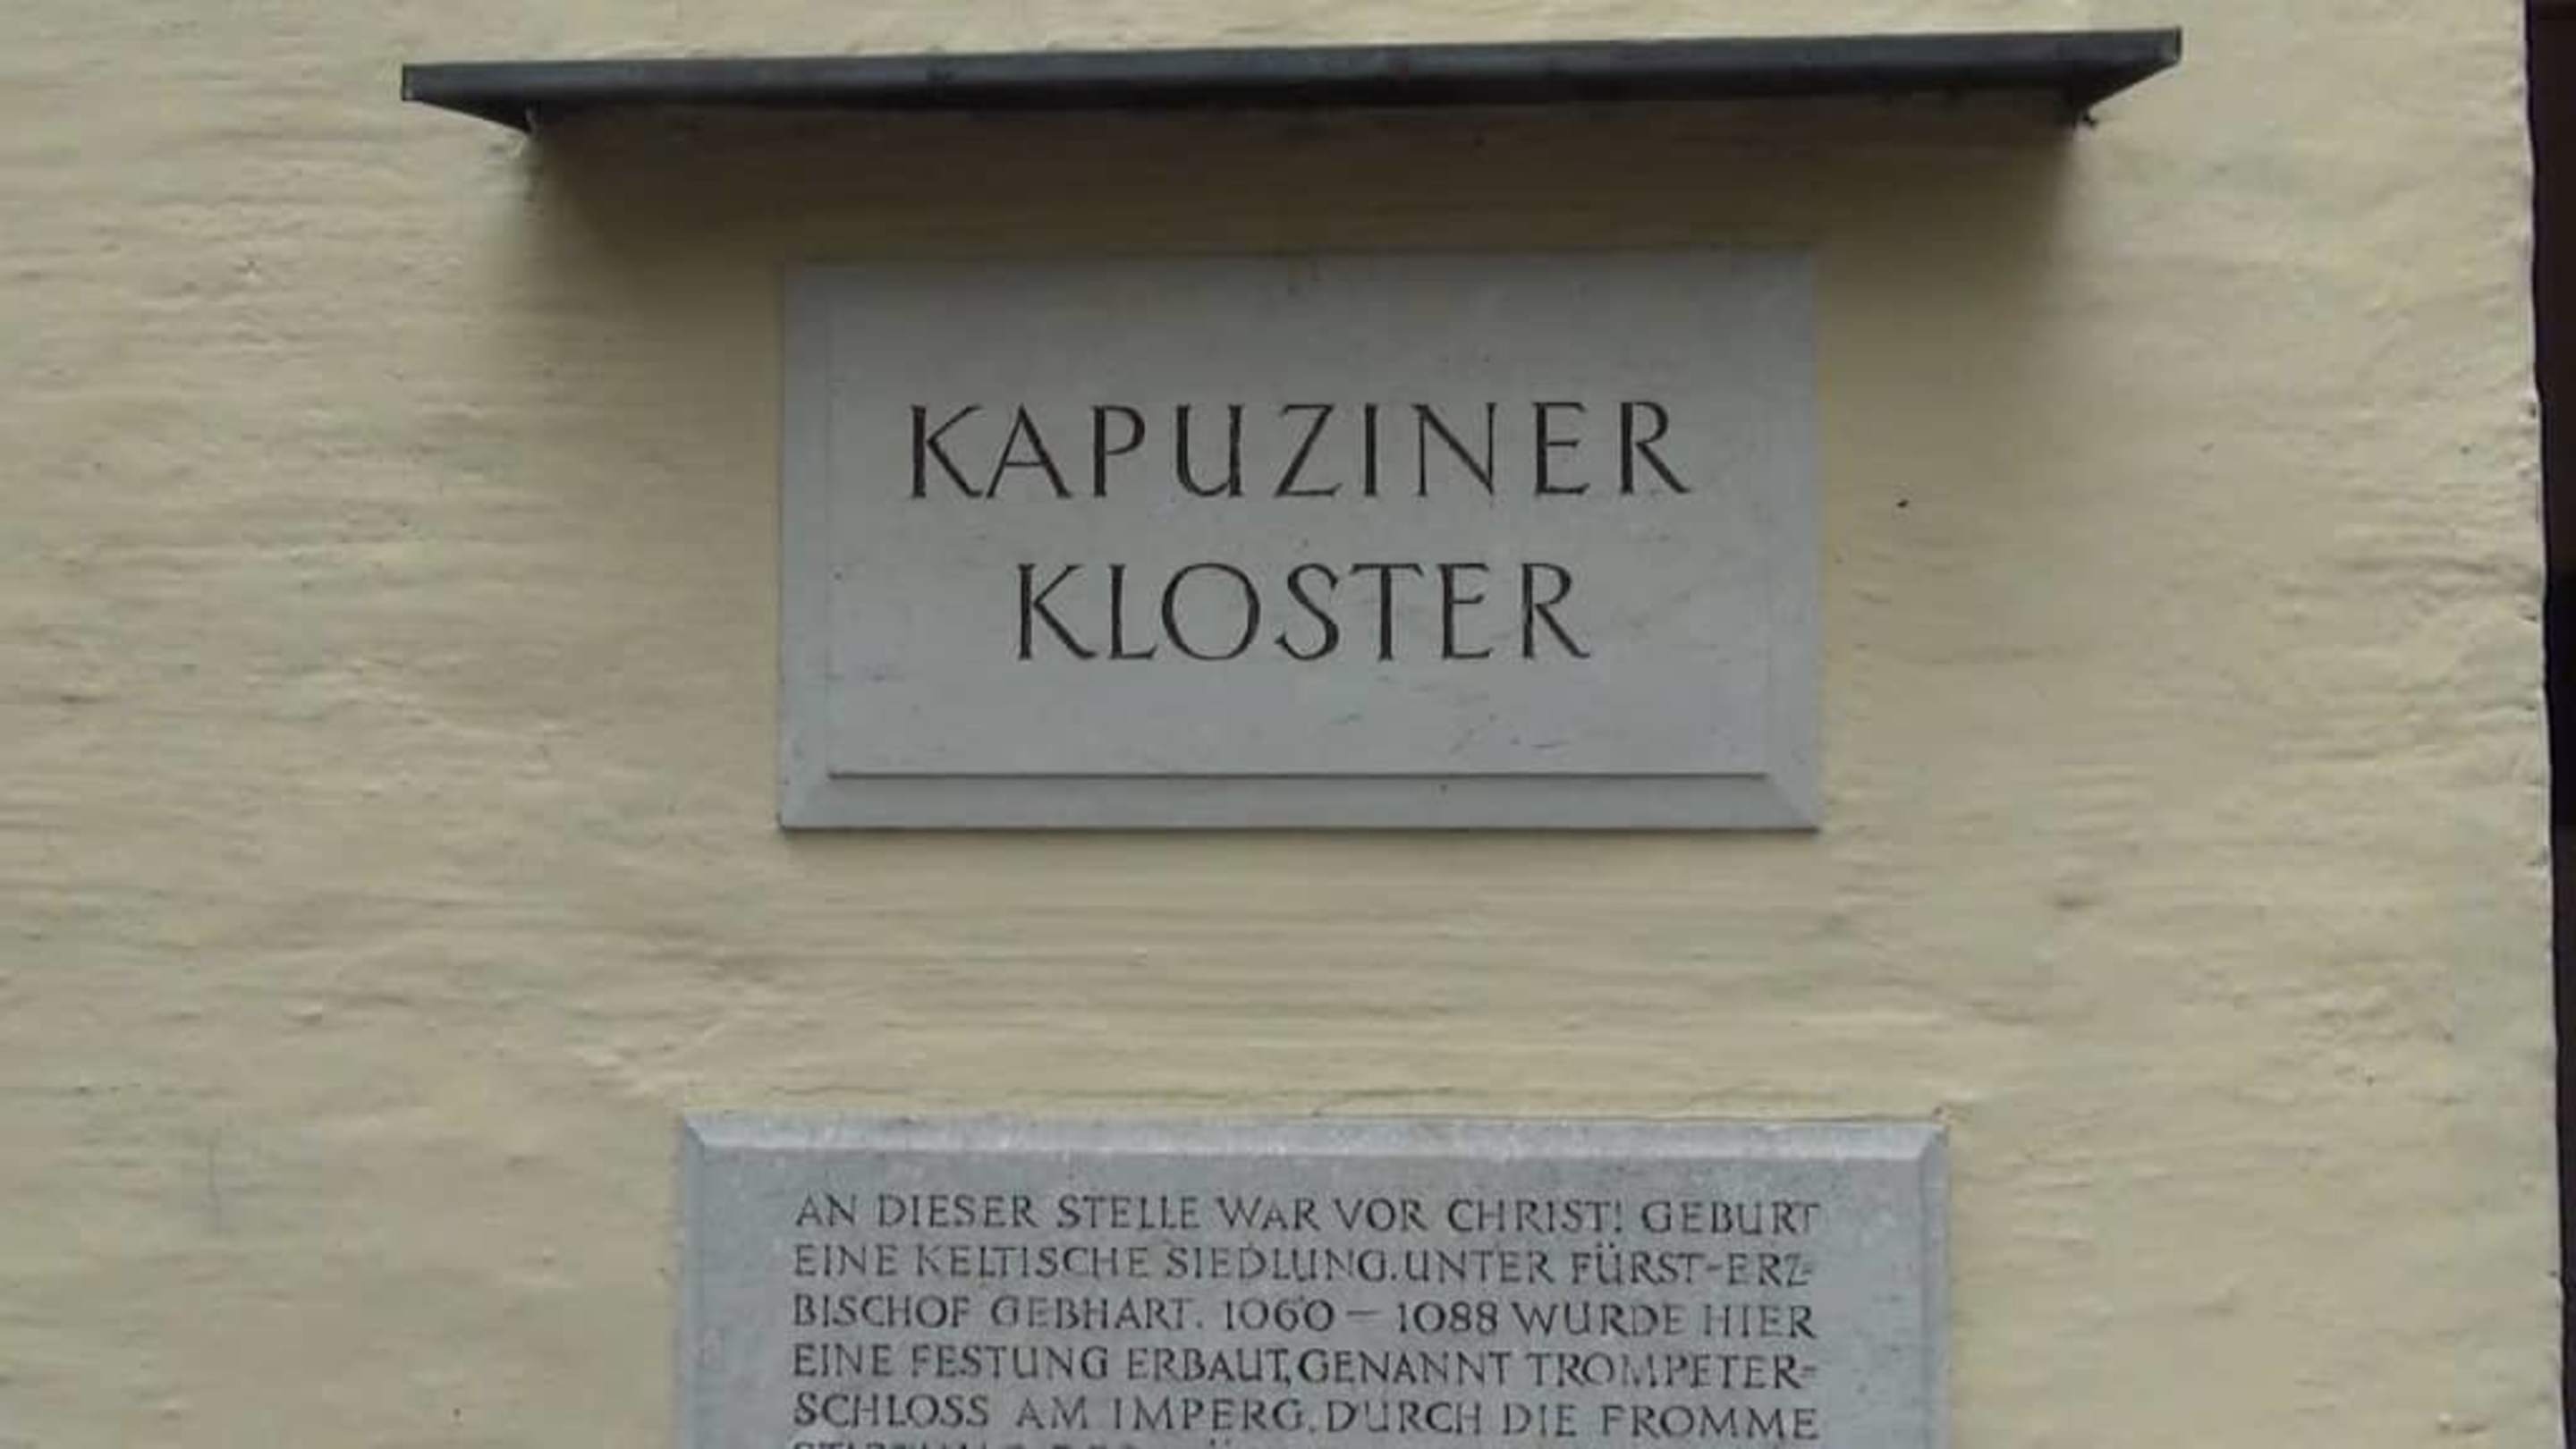 KAPUZINER
KLOSTER
AN DIESER STELLE WAR VOR CHRISTI GEBURT
EINE KELTISCHE SIEDLUNG. UNTER FÜRST-ERZ-
BISCHOF GEBHART. 1060 – 1088 WURDE HIER
EINE FESTUNG ERBAUT, GENANNT TROMPETER-
SCHLOSS AM IMPERG. DURCH DIE FROMME